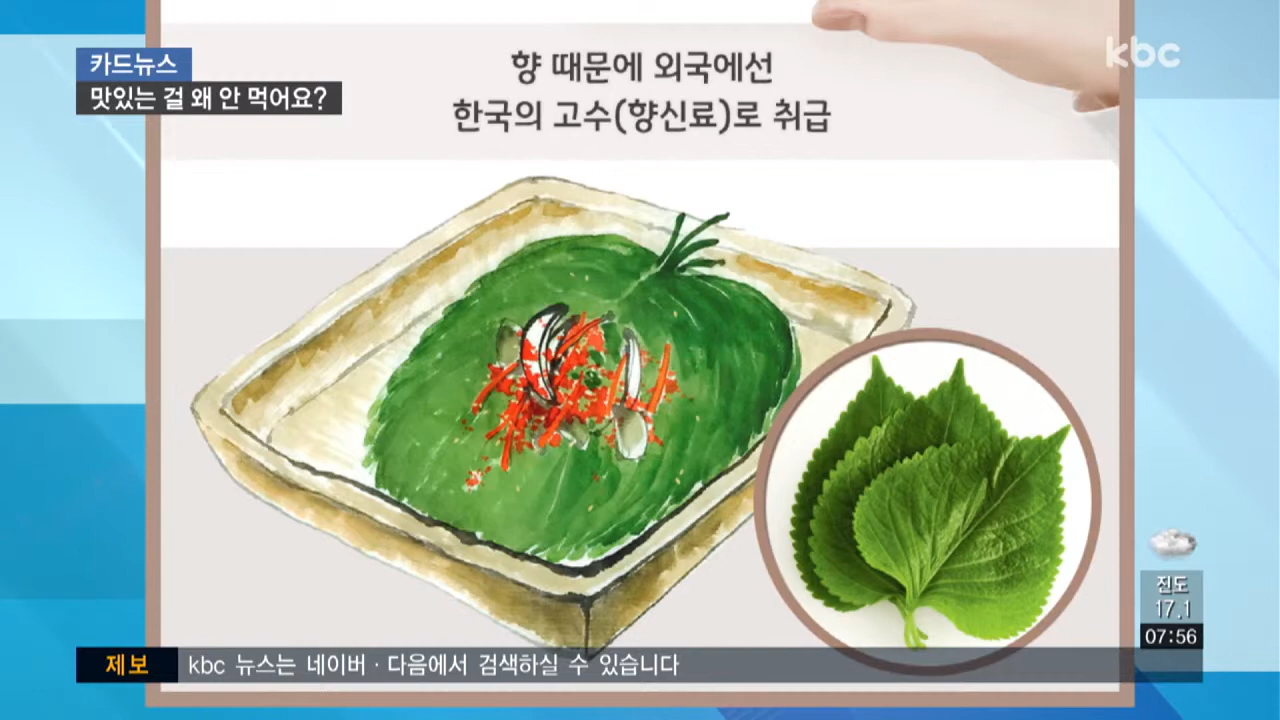 카드뉴스
맛있는 걸 왜 안 먹어요?
향 때문에 외국에선
한국의 고수(향신료)로 취급
kbc
진도
17.1
07:56
제보 kbc 뉴스는 네이버·다음에서 검색하실 수 있습니다